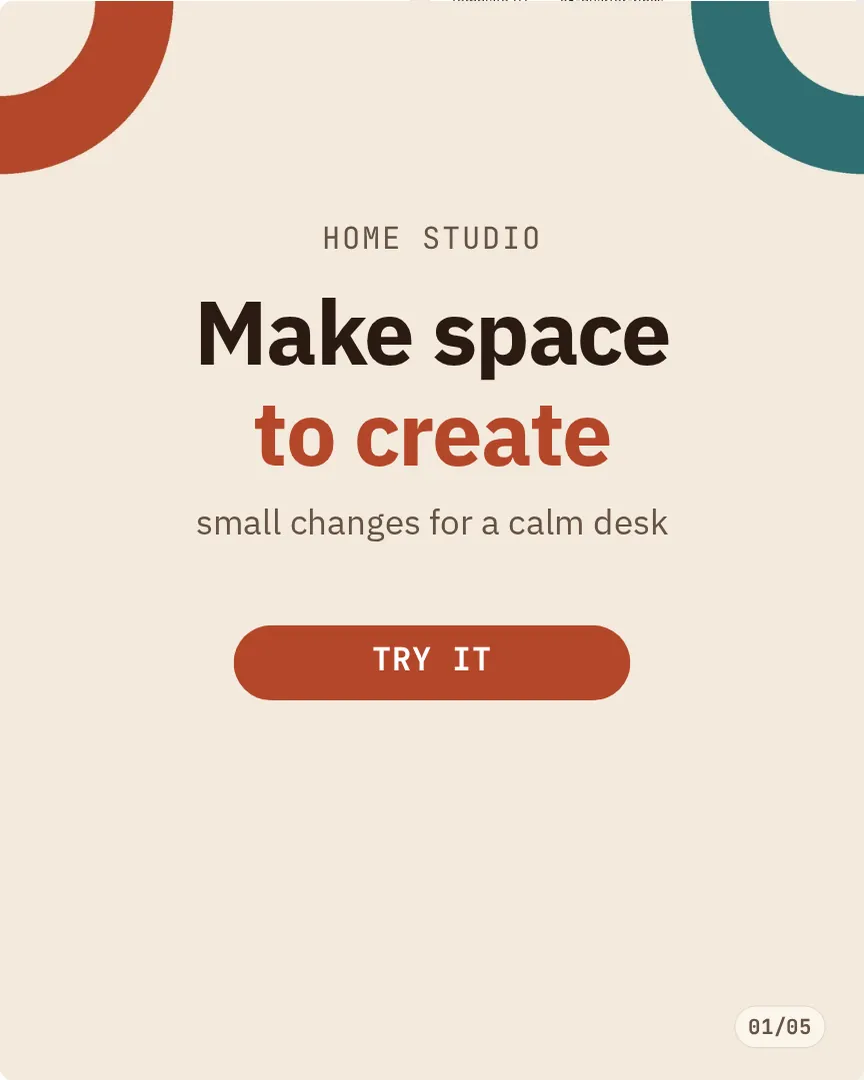 HOME STUDIO
Make space
to create
small changes for a calm desk
TRY IT
01/05